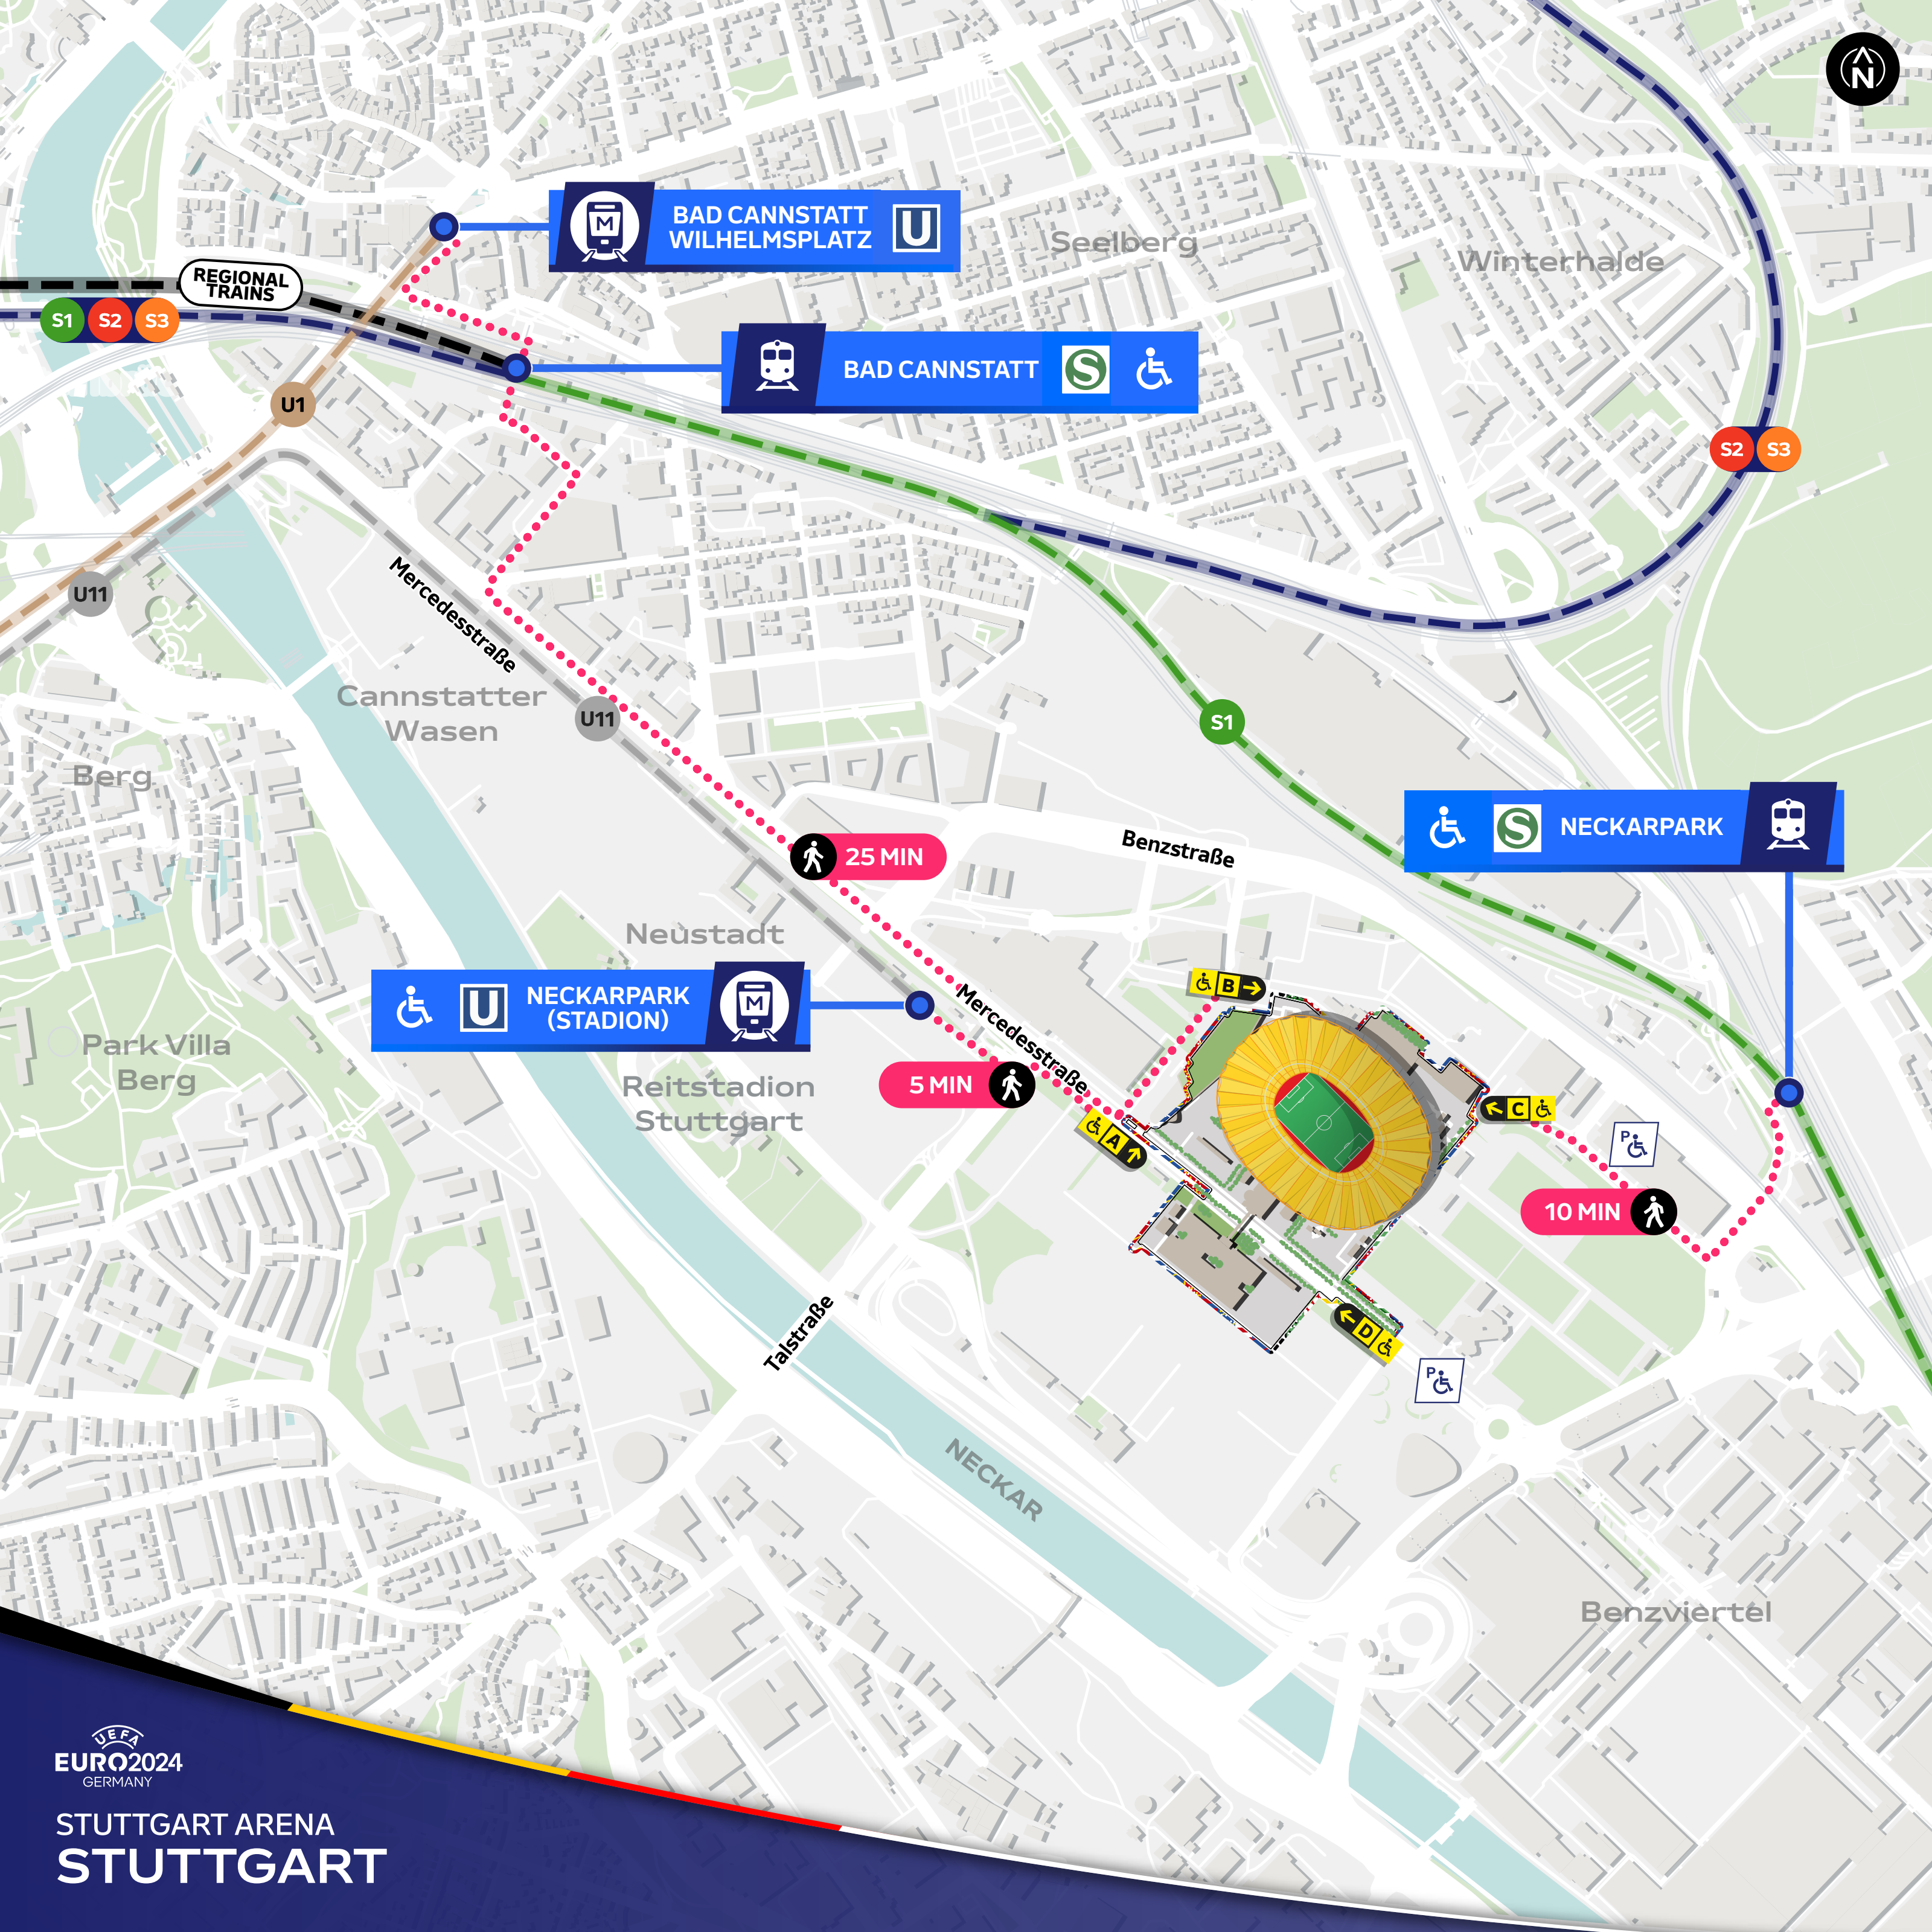 N
BAD CANNSTATT
WILHELMSPLATZ
M
U
Seelberg
Winterhalde
REGIONAL
TRAINS
S1 S2 S3
BAD CANNSTATT
S
U1
S2 S3
U11
Mercedesstraße
Cannstatter
Wasen
U11
S1
Berg
25 MIN
Benzstraße
S
NECKARPARK
Neustadt
U
NECKARPARK
(STADION)
M
Mercedesstraße
B
Park Villa
Berg
5 MIN
Reitstadion
Stuttgart
A
C
P
10 MIN
Talstraße
D
P
NECKAR
Benzviertel
UEFA
EURO2024
GERMANY
STUTTGART ARENA
STUTTGART